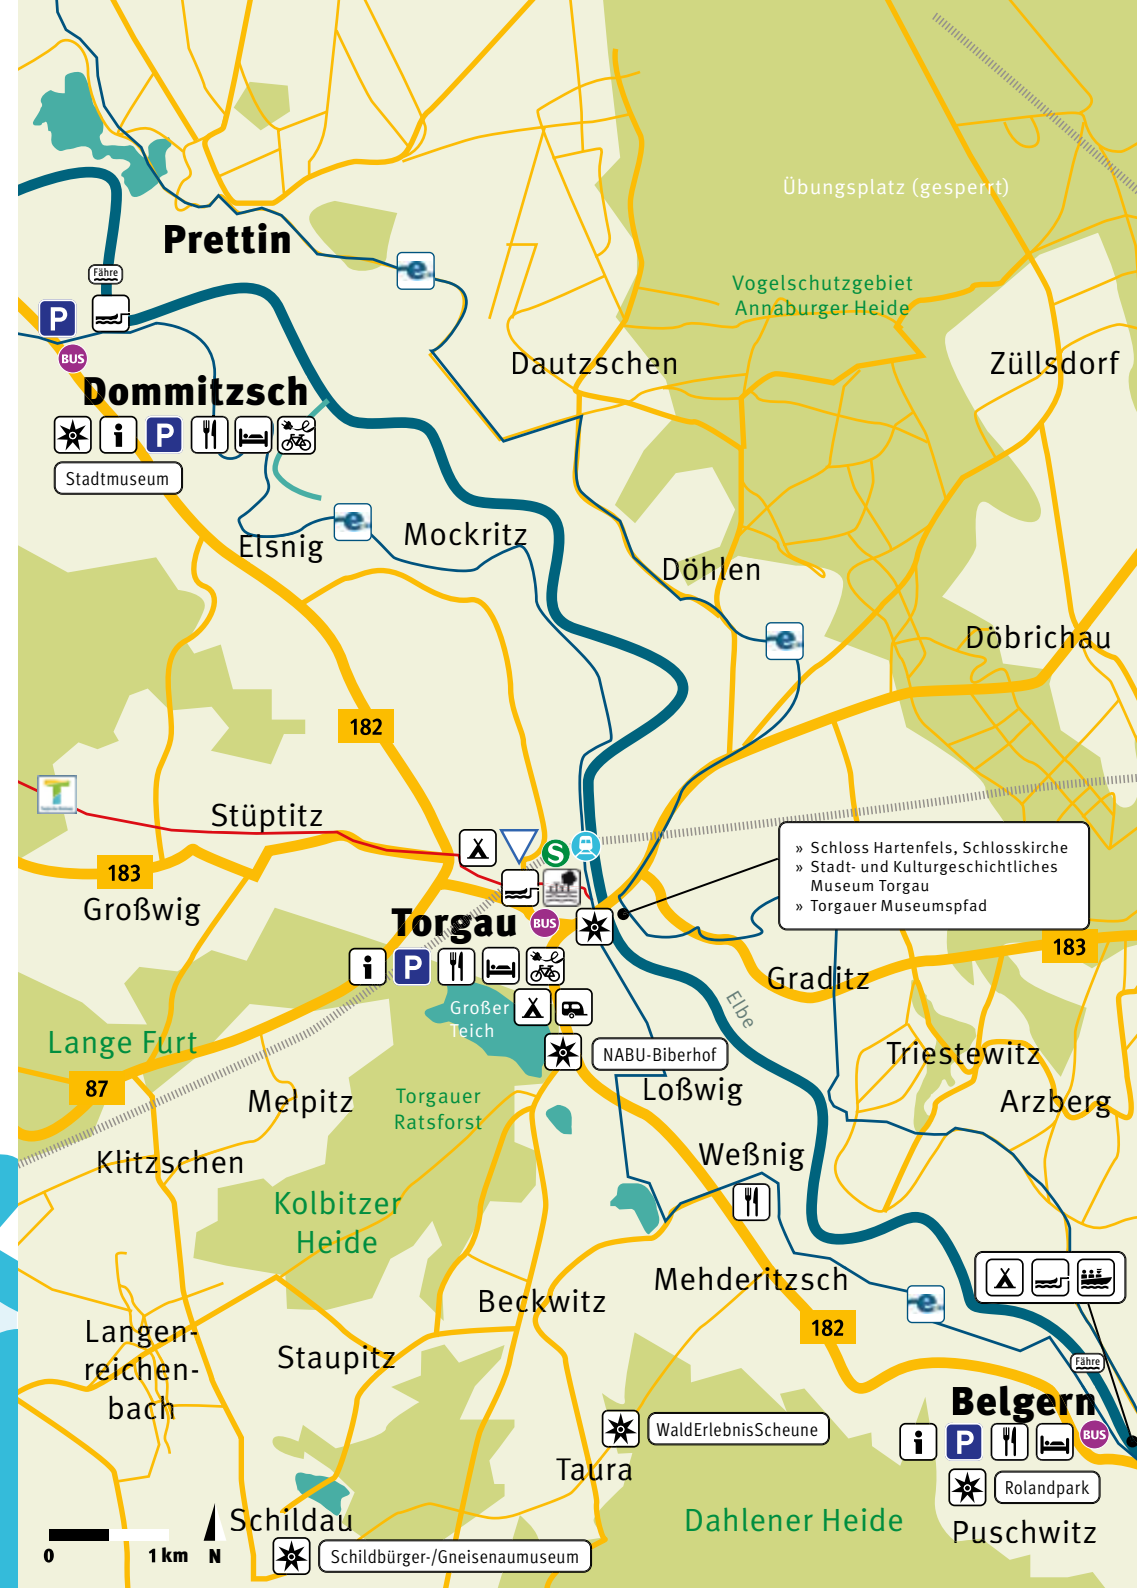 Übungsplatz (gesperrt)
Prettin
Fähre
e.
Vogelschutzgebiet
Annaburger Heide
P
BUS
Dautzschen
Züllsdorf
Dommitzsch
i
P
Stadtmuseum
e.
Elsnig
Mockritz
Döhlen
e.
Döbrichau
182
T
Stüptitz
S
183
Großwig
» Schloss Hartenfels, Schlosskirche
» Stadt- und Kulturgeschichtliches
Museum Torgau
» Torgauer Museumspfad
Torgau
BUS
183
i
P
Graditz
Elbe
Großer
Teich
Lange Furt
NABU-Biberhof
Triestewitz
87
Melpitz
Torgauer
Ratsforst
Loßwig
Arzberg
Klitzschen
Weßnig
Kolbitzer
Heide
Mehderitzsch
Beckwitz
e.
182
Langen-
reichen-
bach
Staupitz
Fähre
Belgern
i
P
BUS
WaldErlebnisScheune
Taura
Rolandpark
Dahlener Heide
Puschwitz
Schildau
Schildbürger-/Gneisenaumuseum
0
1 km
N